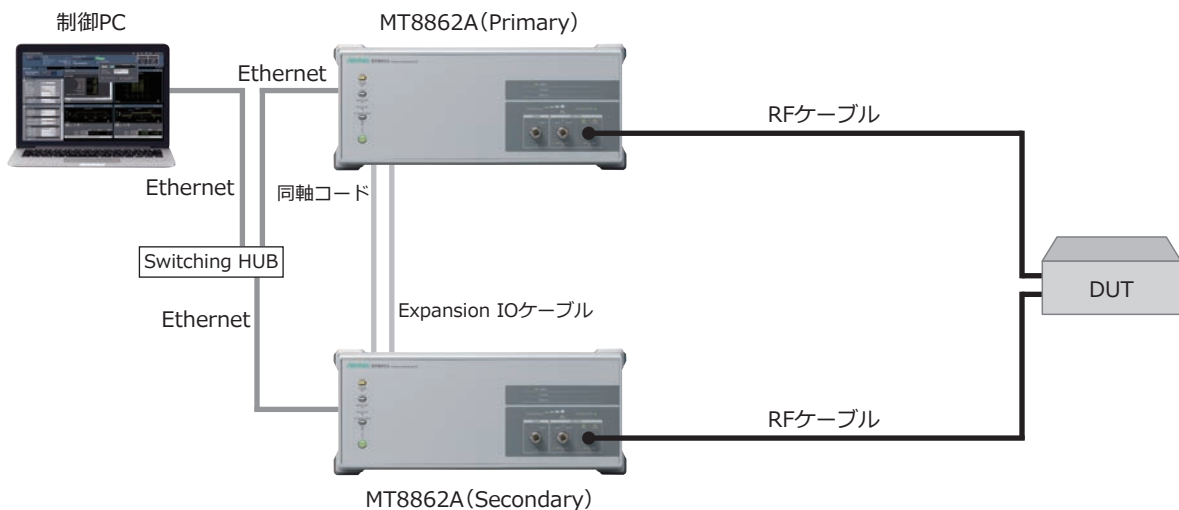 制御PC
MT8862A（Primary）
Ethernet
RFケーブル
Ethernet
同軸コード
Switching HUB
DUT
Expansion IOケーブル
Ethernet
RFケーブル
MT8862A（Secondary）